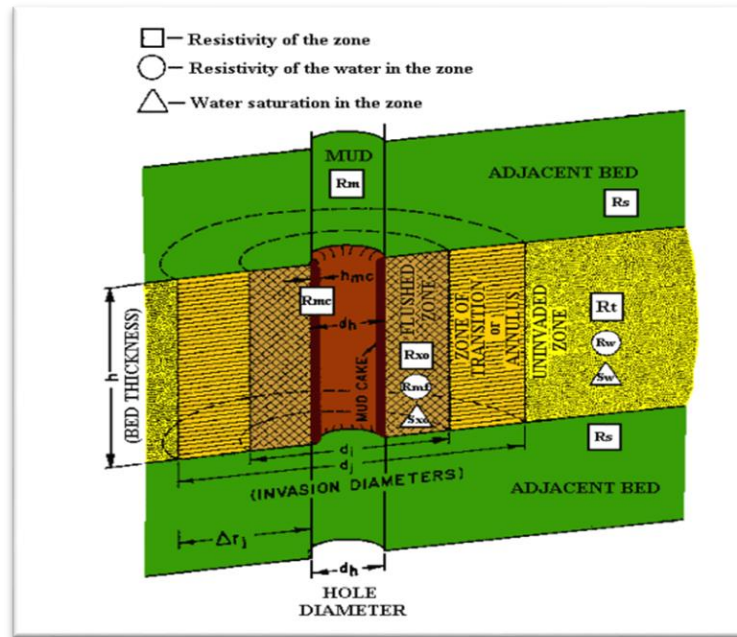 □ – Resistivity of the zone
○ – Resistivity of the water in the zone
△ – Water saturation in the zone
MUD
Rm
ADJACENT BED
Rs
hmc
Rmc
dh
MUD CAKE
FLUSHED ZONE
Rxo
Rmf
Sxo
ZONE OF
TRANSITION
or
ANNULUS
UNINVADED
ZONE
Rt
Rw
Sw
h
(BED THICKNESS)
di
dj
(INVASION DIAMETERS)
Rs
ADJACENT BED
Δrj
dh
HOLE
DIAMETER